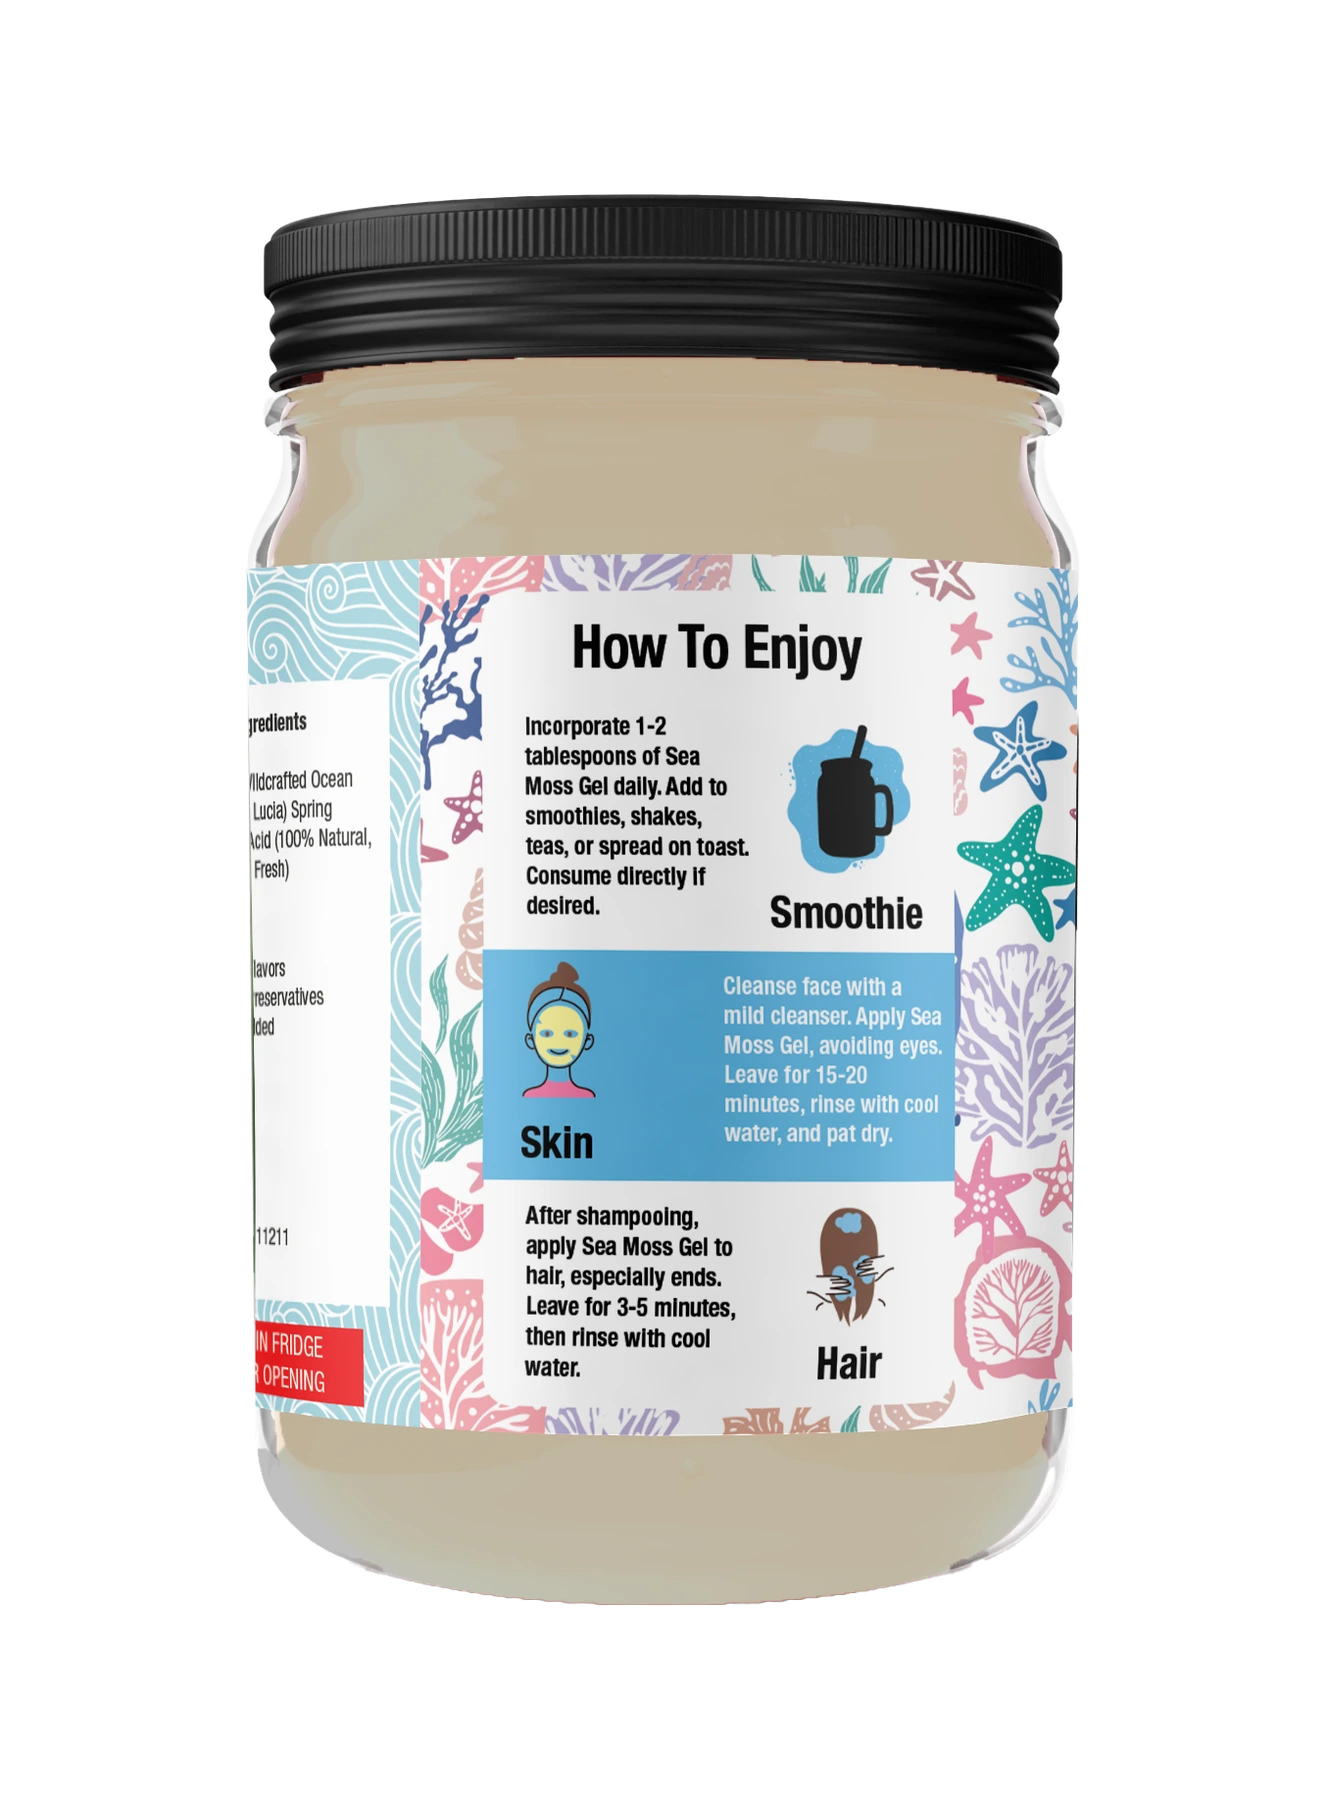 gredients
ildcrafted Ocean
Lucia) Spring
Acid (100% Natural,
Fresh)
lavors
reservatives
ded
11211
IN FRIDGE
R OPENING
How To Enjoy
Incorporate 1-2
tablespoons of Sea
Moss Gel daily. Add to
smoothies, shakes,
teas, or spread on toast.
Consume directly if
desired.
Smoothie
Cleanse face with a
mild cleanser. Apply Sea
Moss Gel, avoiding eyes.
Leave for 15-20
minutes, rinse with cool
water, and pat dry.
Skin
After shampooing,
apply Sea Moss Gel to
hair, especially ends.
Leave for 3-5 minutes,
then rinse with cool
water.
Hair